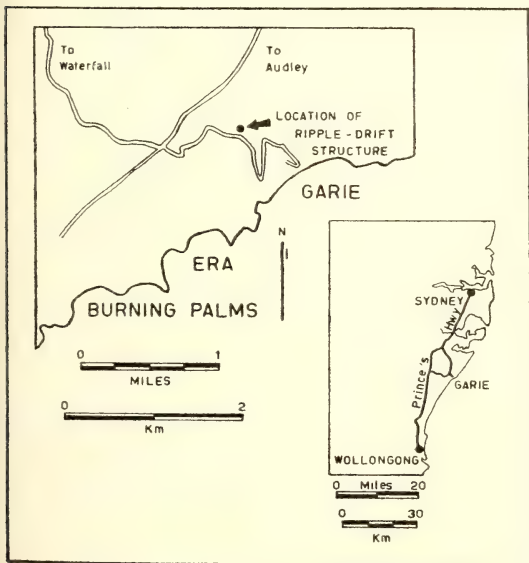 To
Waterfall
To
Audley
LOCATION OF
RIPPLE-DRIFT
STRUCTURE
GARIE
N
ERA
BURNING PALMS
0 1
MILES
0 2
Km
SYDNEY
Prince's Hwy
GARIE
WOLLONGONG
0 Miles 20
0 30
Km